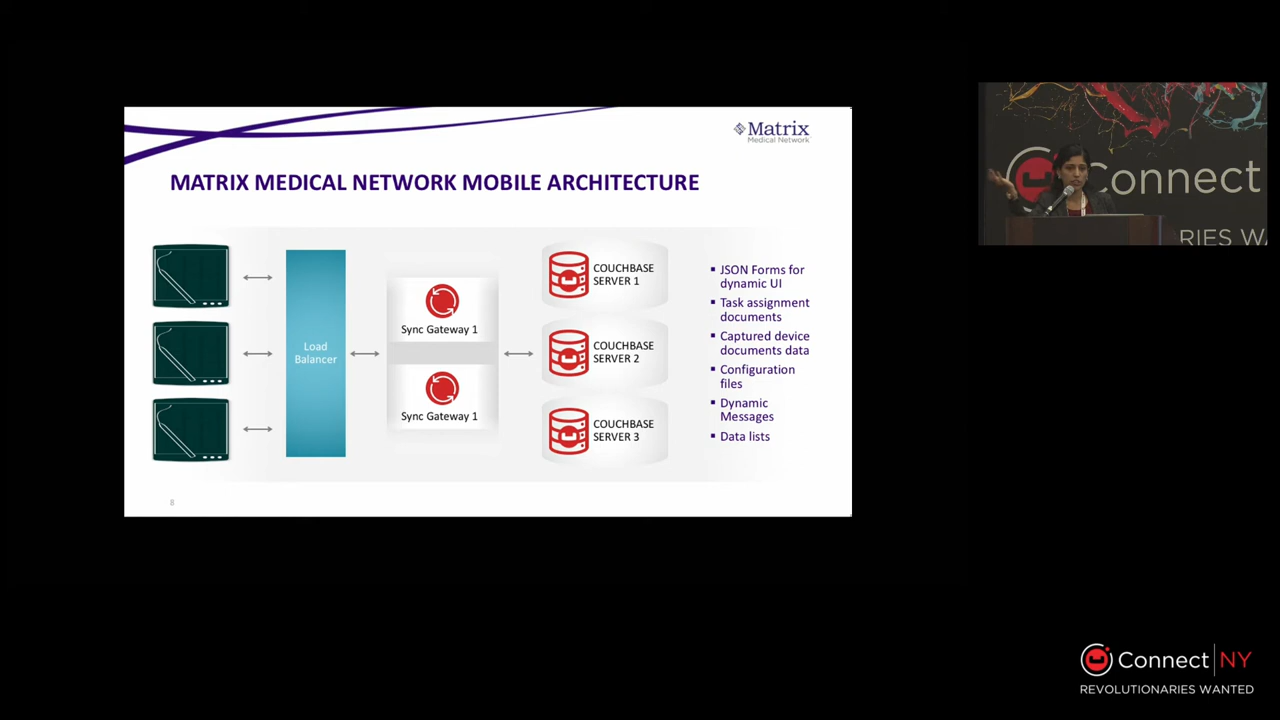 Matrix
Medical Network
MATRIX MEDICAL NETWORK MOBILE ARCHITECTURE
Load
Balancer
Sync Gateway 1
Sync Gateway 1
COUCHBASE
SERVER 1
COUCHBASE
SERVER 2
COUCHBASE
SERVER 3
▪ JSON Forms for
dynamic UI
▪ Task assignment
documents
▪ Captured device
documents data
▪ Configuration
files
▪ Dynamic
Messages
▪ Data lists
8
Connect
RIES WA
Connect | NY
REVOLUTIONARIES WANTED